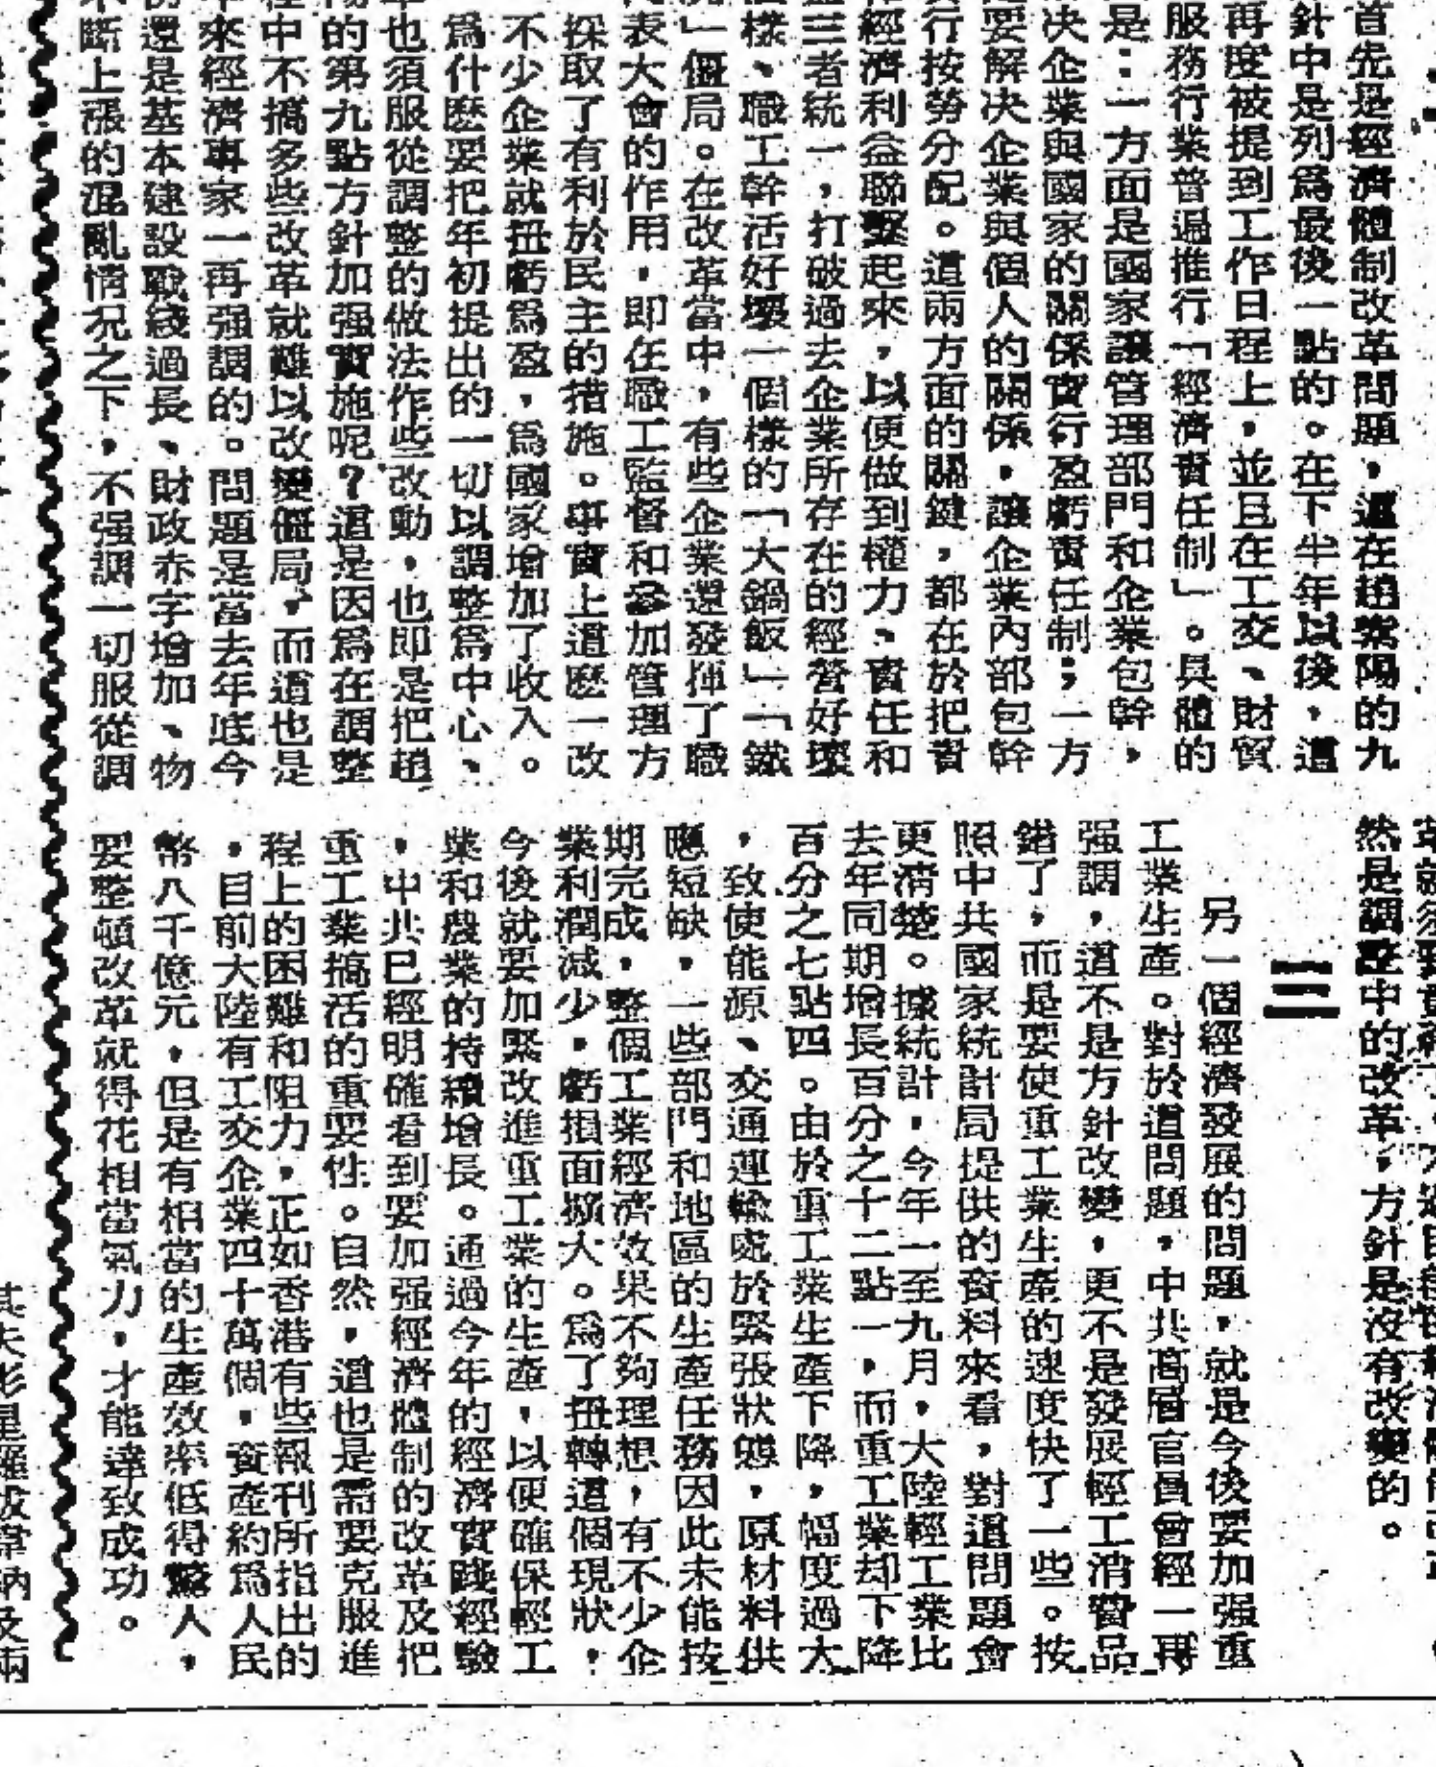 首先是經濟體制改革問題，這在趙紫陽的九
針中是列爲最後一點的。在下半年以後，這
再度被提到工作日程上，並且在工交、財貿
服務行業普遍推行「經濟責任制」。具體的
是：一方面是國家讓管理部門和企業包幹，
决企業與國家的關係實行盈虧責任制；一方
要解決企業與個人的關係，讓企業內部包幹
行按勞分配。這兩方面的關鍵，都在於把責
經濟利益聯繫起來，以便做到權力、責任和
三者統一，打破過去企業所存在的經營好壞
樣、職工幹活好壞一個樣的「大鍋飯」「鐵
」僵局。在改革當中，有些企業還發揮了職
表大會的作用，即在職工監督和參加管理方
採取了有利於民主的措施。事實上這麽一改
不少企業就扭虧爲盈，爲國家增加了收入。
爲什麽要把年初提出的一切以調整爲中心、
也須服從調整的做法作些改動，也即是把趙
的第九點方針加强實施呢？這是因爲在調整
中不搞多些改革就難以改變僵局，而這也是
來經濟專家一再强調的。問題是當去年底今
還是基本建設戰綫過長、財政赤字增加、物
斷上漲的混亂情况之下，不强調一切服從調
然是調整中的改革，方針是沒有改變的。
三
另一個經濟發展的問題，就是今後要加强重
工業生產。對於這問題，中共高層官員曾經一再
强調，這不是方針改變，更不是發展輕工消費品
錯了，而是要使重工業生產的速度快了一些。按
照中共國家統計局提供的資料來看，對這問題會
更清楚。據統計，今年一至九月，大陸輕工業比
去年同期增長百分之十二點一，而重工業却下降
百分之七點四。由於重工業生產下降，幅度過大
，致使能源、交通運輸處於緊張狀態，原材料供
應短缺，一些部門和地區的生產任務因此未能按
期完成，整個工業經濟效果不夠理想，有不少企
業利潤減少，虧損面擴大。爲了扭轉這個現狀，
今後就要加緊改進重工業的生產，以便確保輕工
業和農業的持續增長。通過今年的經濟實踐經驗
，中共已經明確看到要加强經濟體制的改革及把
重工業搞活的重要性。自然，這也是需要克服進
程上的困難和阻力，正如香港有些報刊所指出的
，目前大陸有工交企業四十萬個，資產約爲人民
幣八千億元，但是有相當的生產效率低得驚人，
要整頓改革就得花相當氣力，才能達致成功。